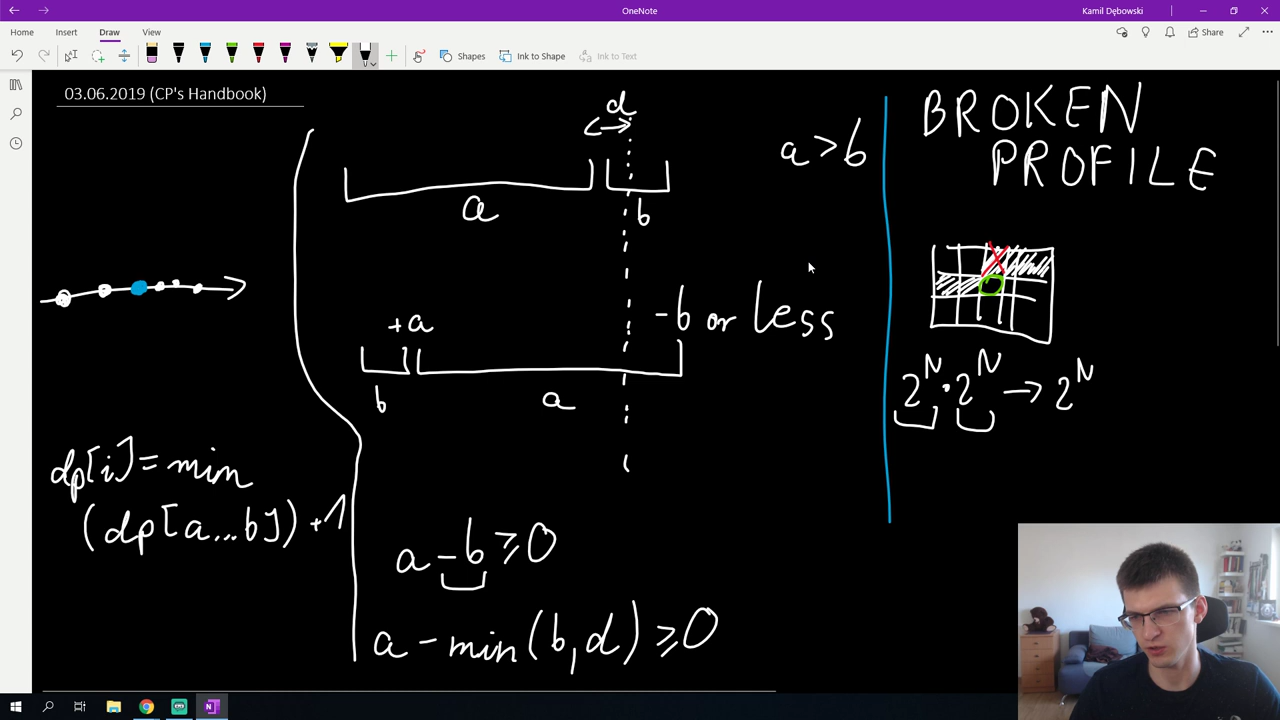 OneNote
Kamil Dębowski
Home
Insert
Draw
View
Share
Shapes
Ink to Shape
Ink to Text
03.06.2019 (CP's Handbook)
dp[i] = min
(dp[a...b]) + 1
d
a
b
a > b
+a
-b or less
b
a
a - b ≥ 0
a - min(b, d) ≥ 0
BROKEN
PROFILE
2^N · 2^N → 2^N